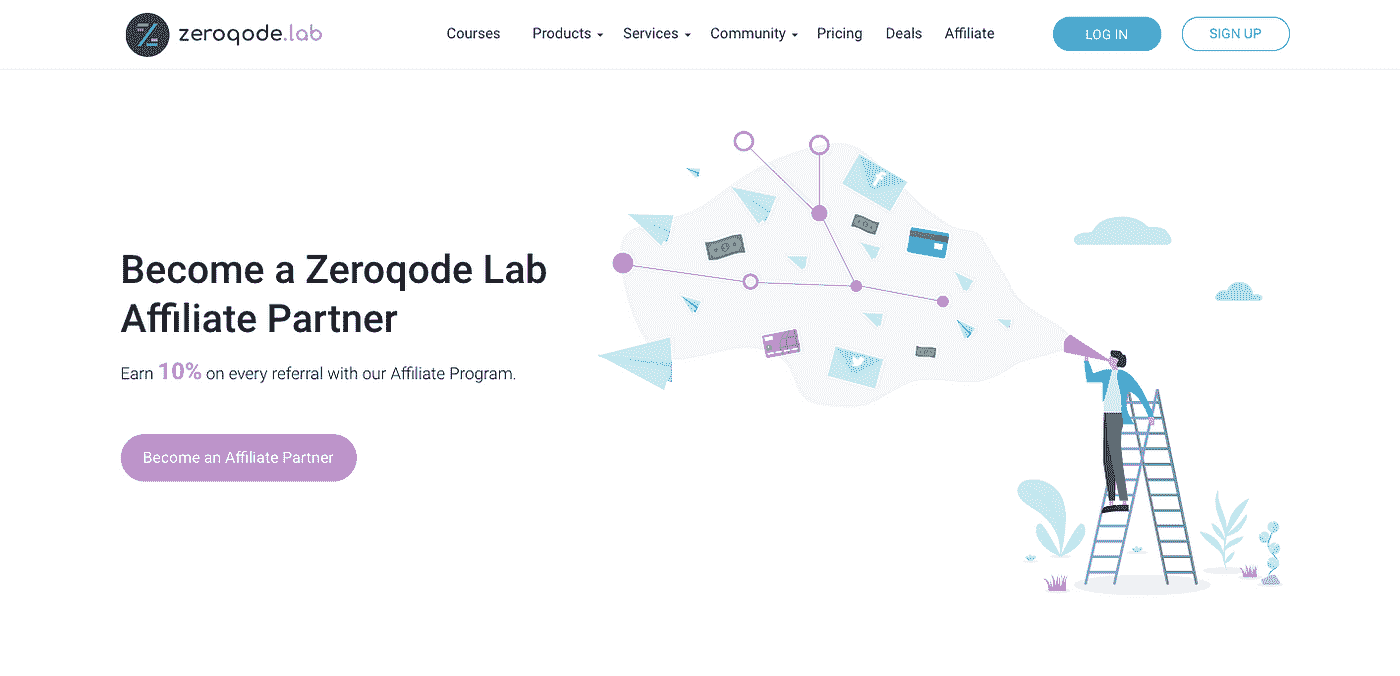 zeroqode.lab
Courses
Products
Services
Community
Pricing
Deals
Affiliate
LOG IN
SIGN UP
Become a Zeroqode Lab
Affiliate Partner
Earn 10% on every referral with our Affiliate Program.
Become an Affiliate Partner